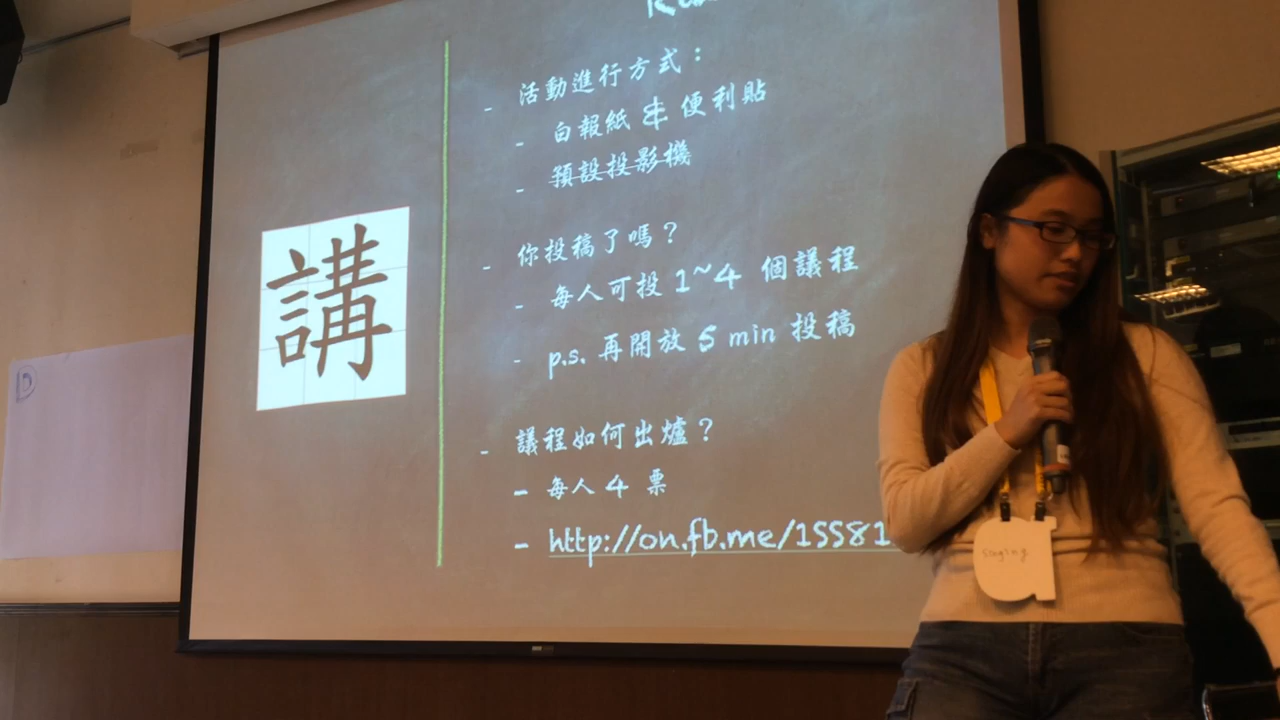 活動進行方式：
- 白報紙 & 便利貼
- 預設投影機
- 你投稿了嗎？
- 每人可投 1~4 個議程
- p.s. 再開放 5 min 投稿
- 議程如何出爐？
- 每人 4 票
- http://on.fb.me/15581
講
D